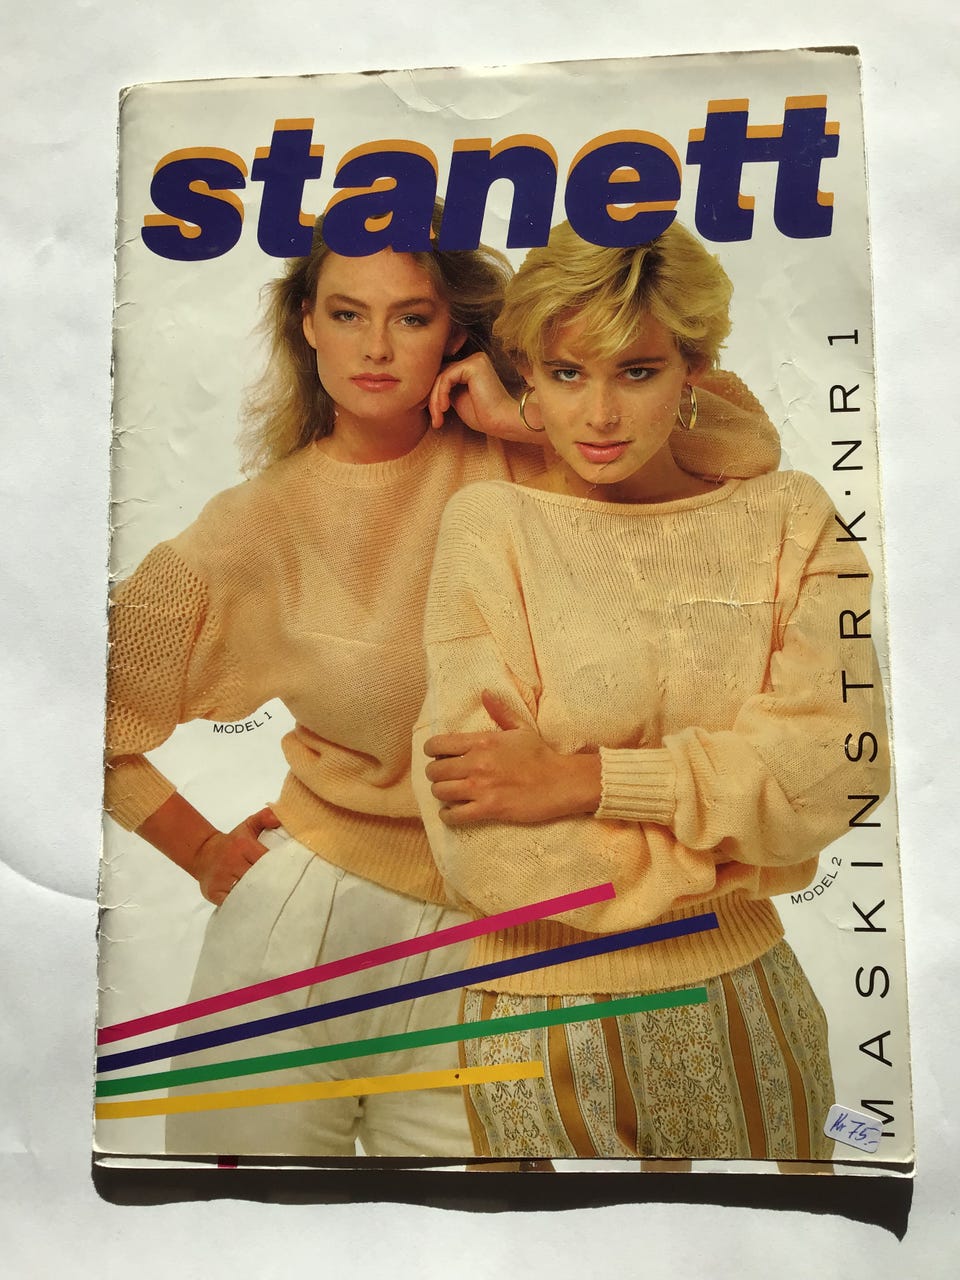 stanett
MASKINSTRIK·NR 1
MODEL 1
MODEL 2
Kr 75.-